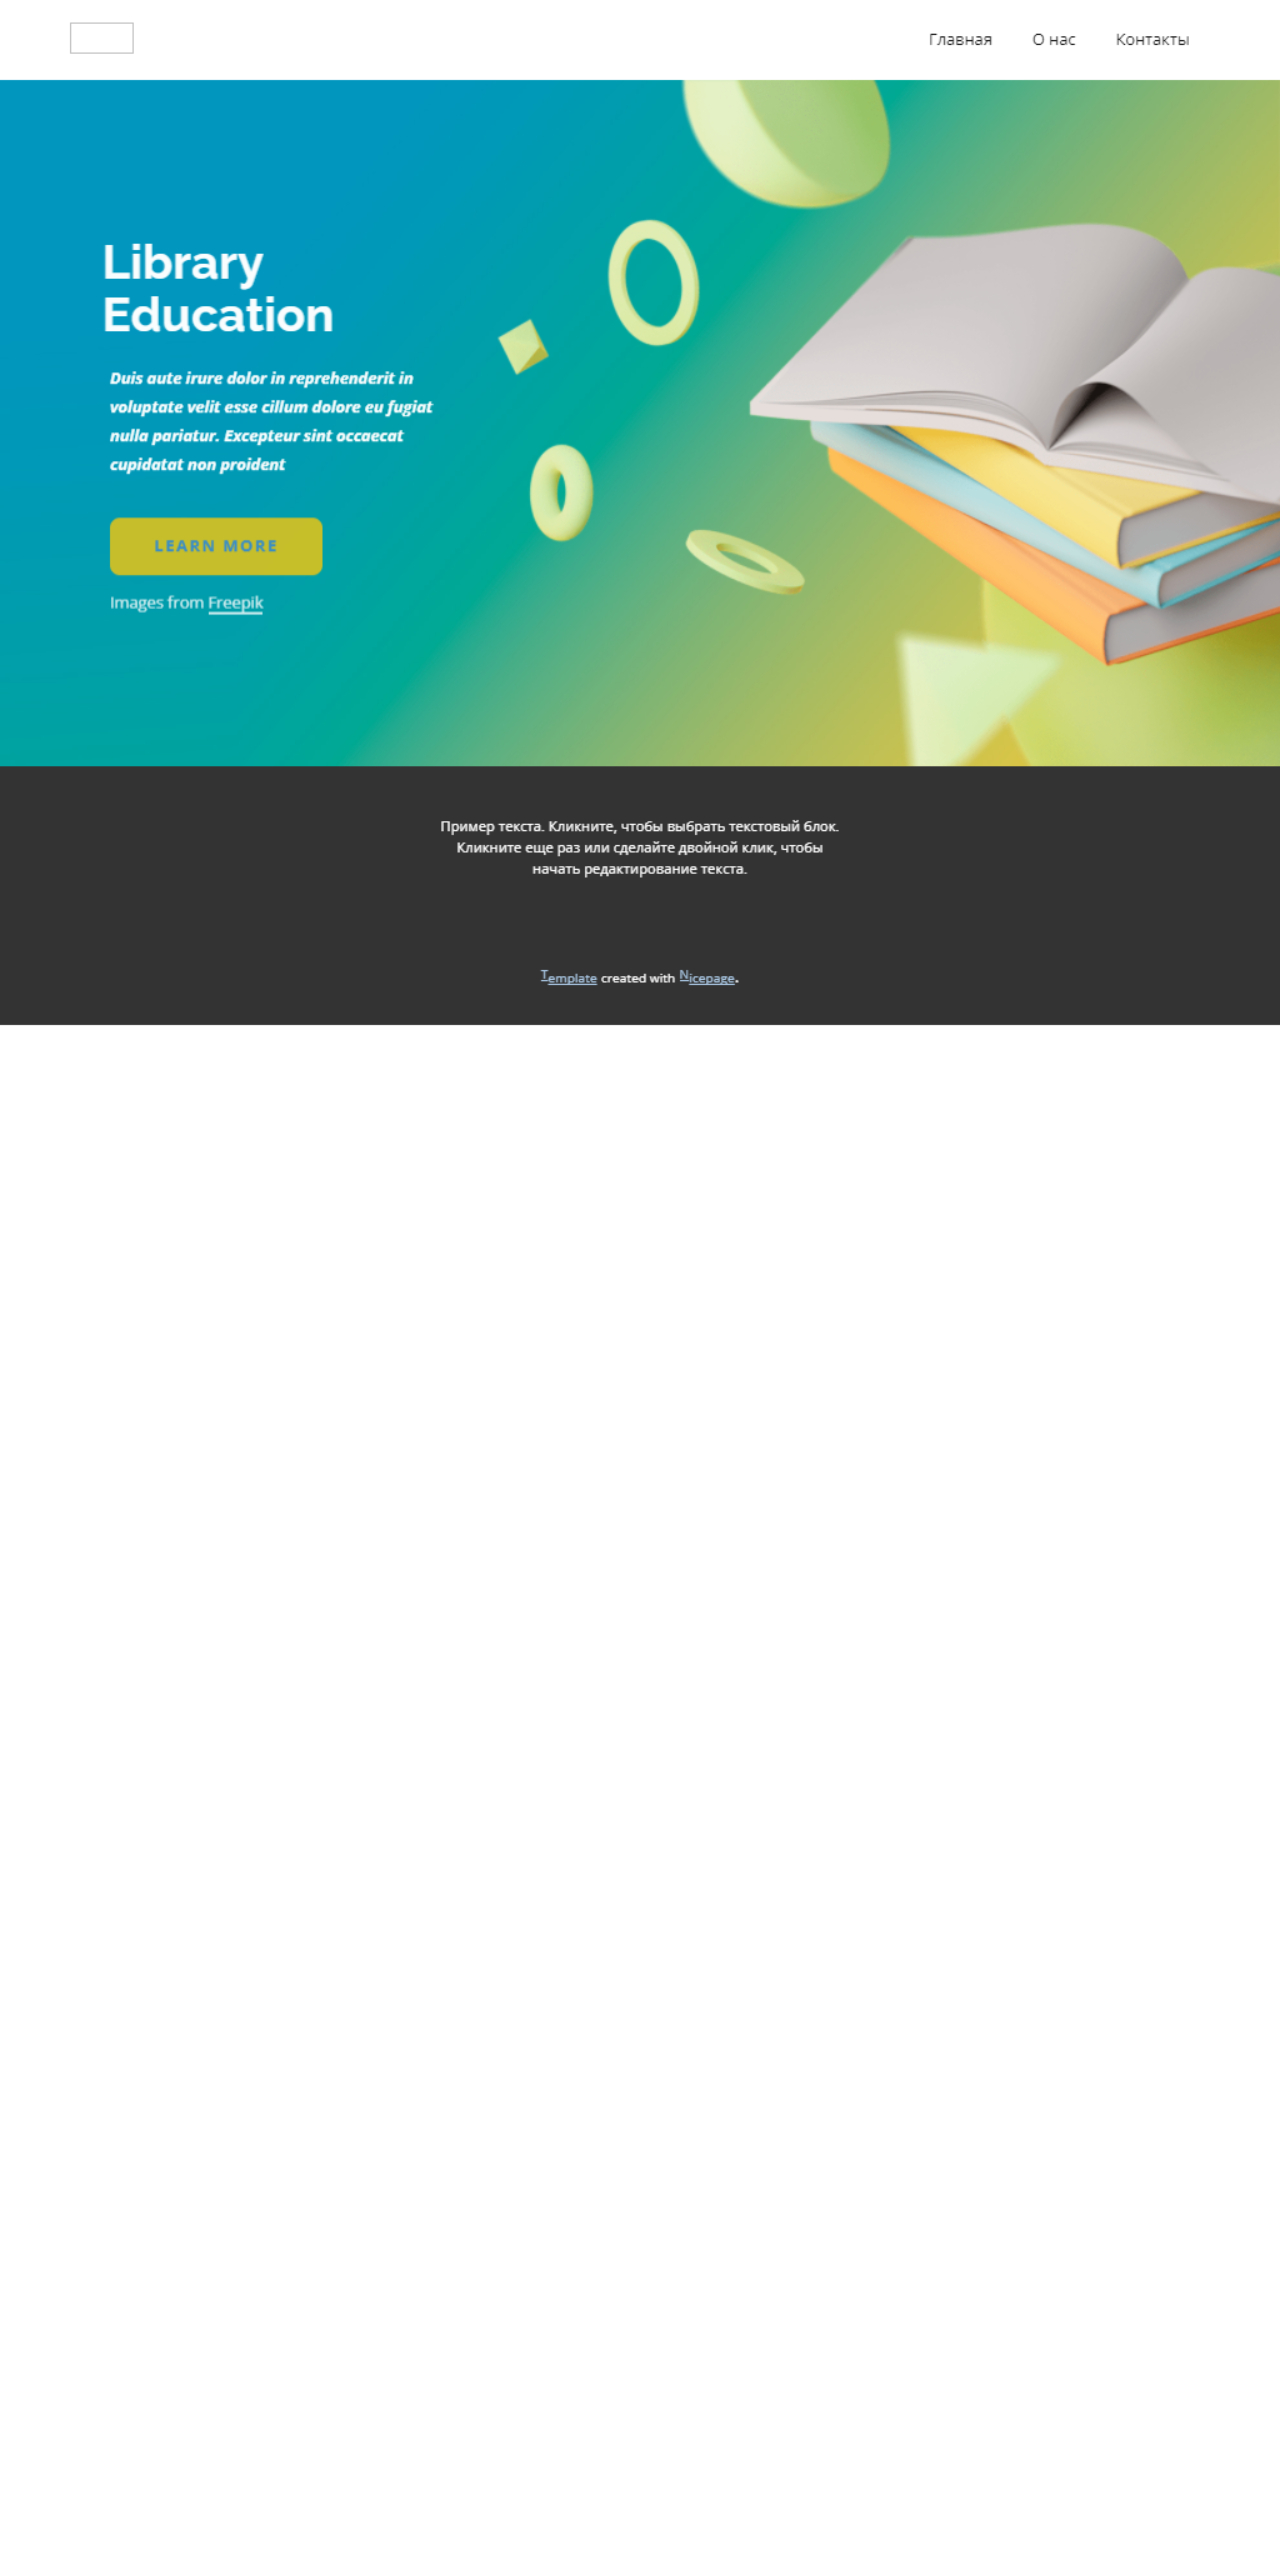 Главная О нас Контакты
Library
Education
Duis aute irure dolor in reprehenderit in
voluptate velit esse cillum dolore eu fugiat
nulla pariatur. Excepteur sint occaecat
cupidatat non proident
LEARN MORE
Images from Freepik
Пример текста. Кликните, чтобы выбрать текстовый блок.
Кликните еще раз или сделайте двойной клик, чтобы
начать редактирование текста.
Template created with Nicepage.